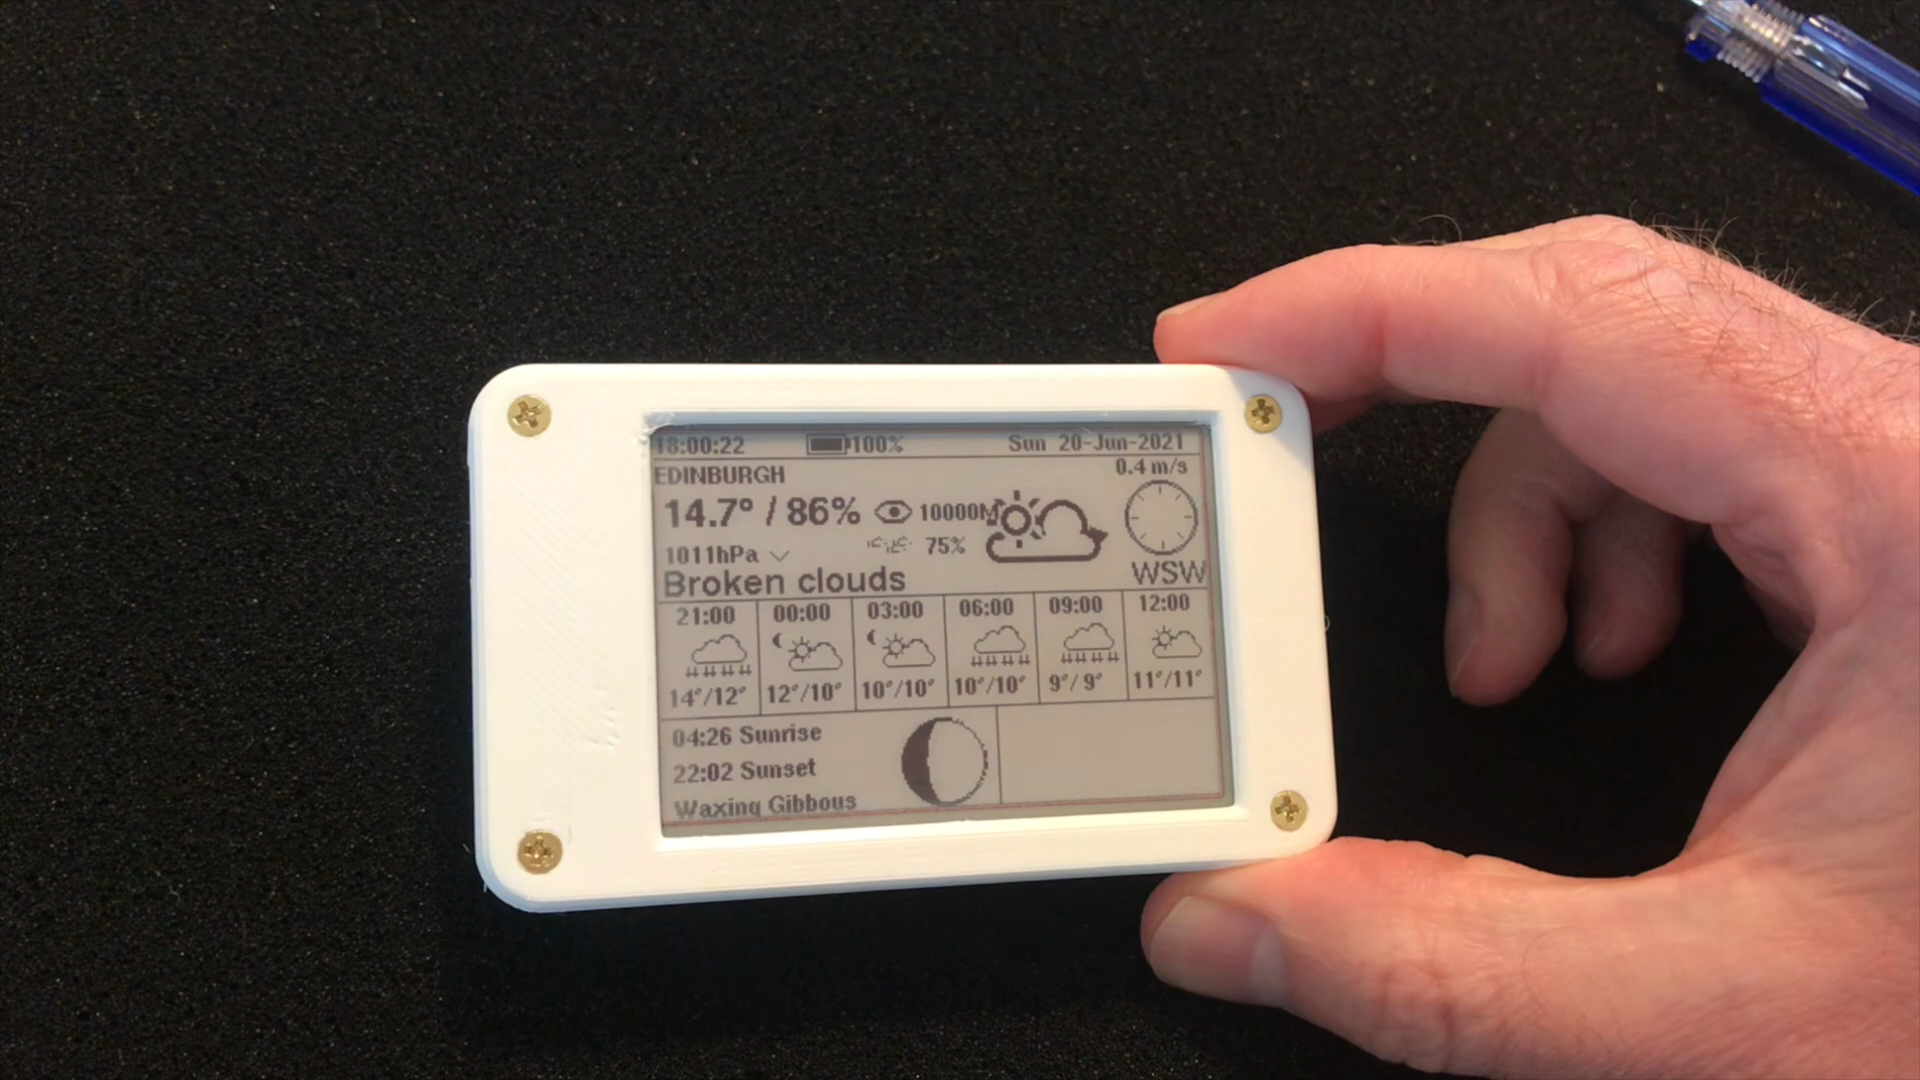 18:00:22 100% Sun 20-Jun-2021
EDINBURGH 0.4 m/s
14.7° / 86% 10000M
1011hPa 75%
Broken clouds WSW
21:00 00:00 03:00 06:00 09:00 12:00
14°/12° 12°/10° 10°/10° 10°/10° 9°/9° 11°/11°
04:26 Sunrise
22:02 Sunset
Waxing Gibbous